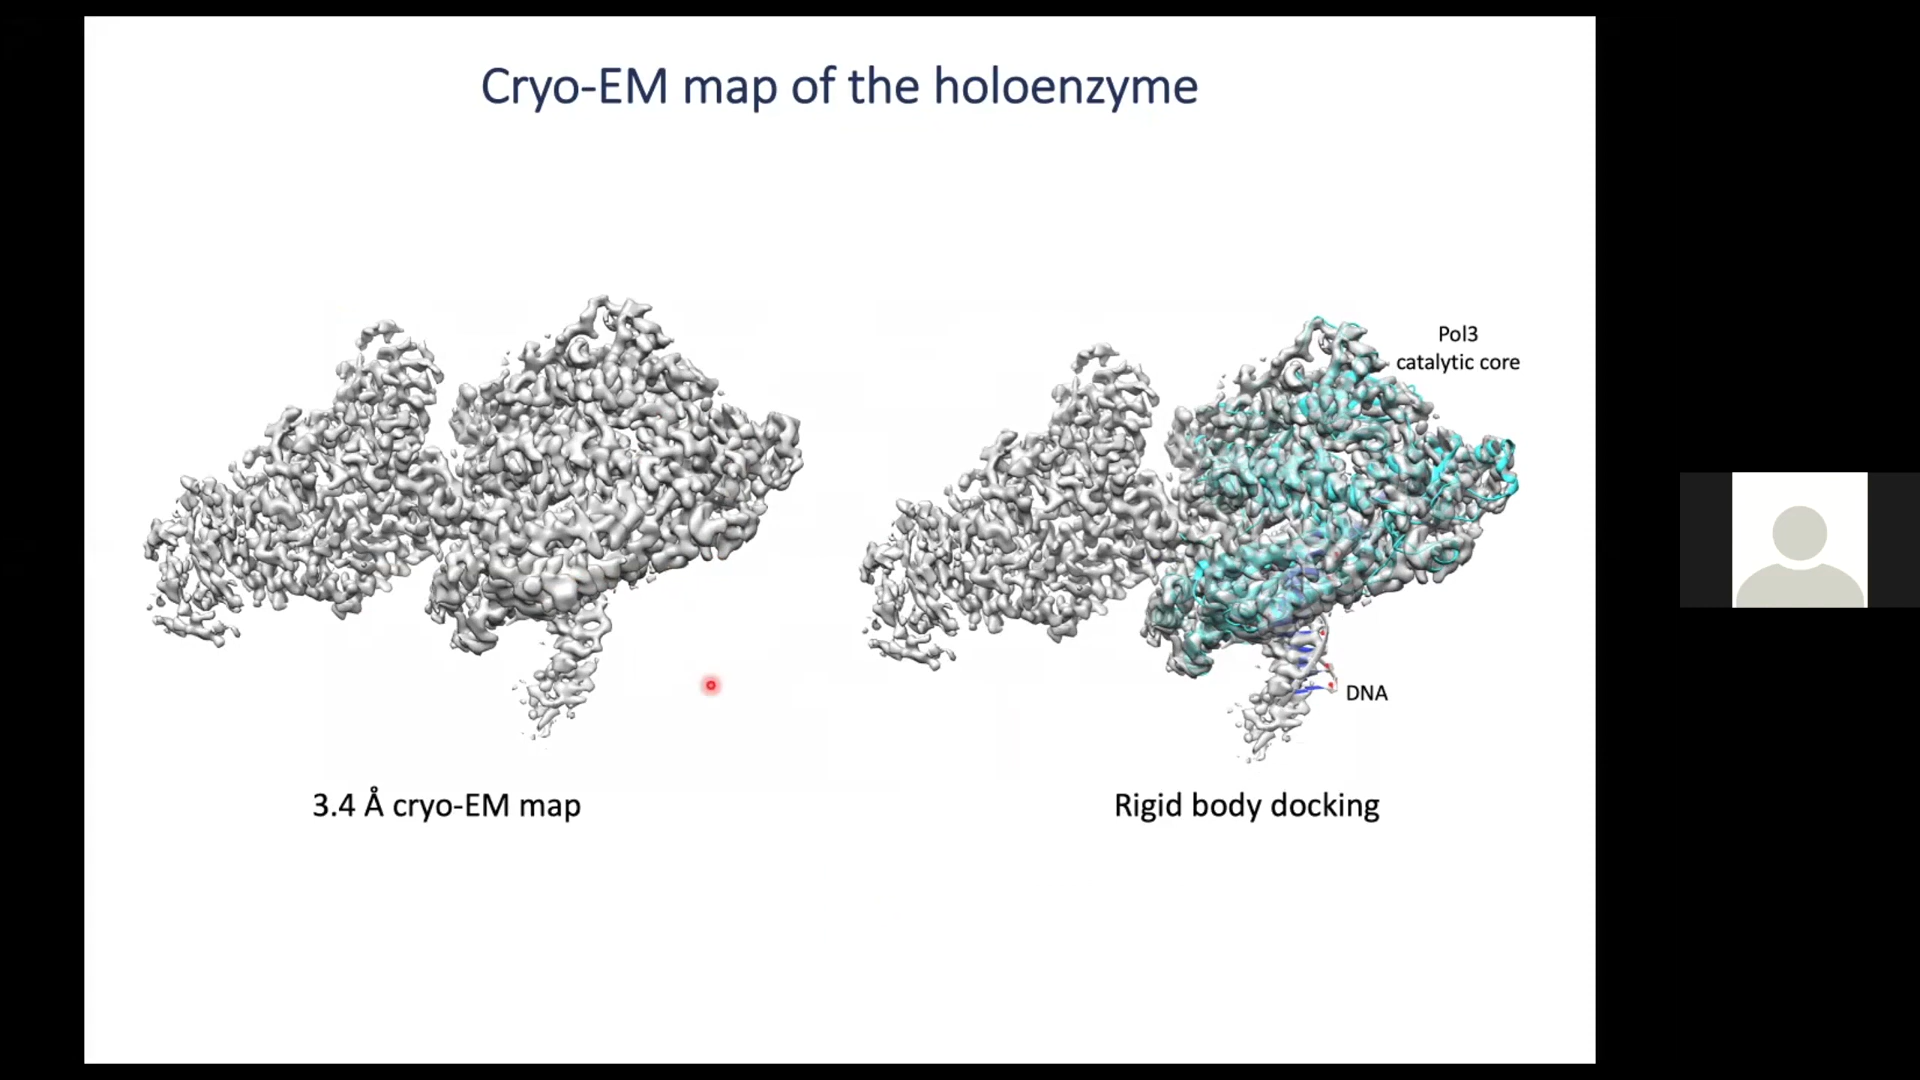 Cryo-EM map of the holoenzyme
Pol3
catalytic core
DNA
3.4 Å cryo-EM map
Rigid body docking